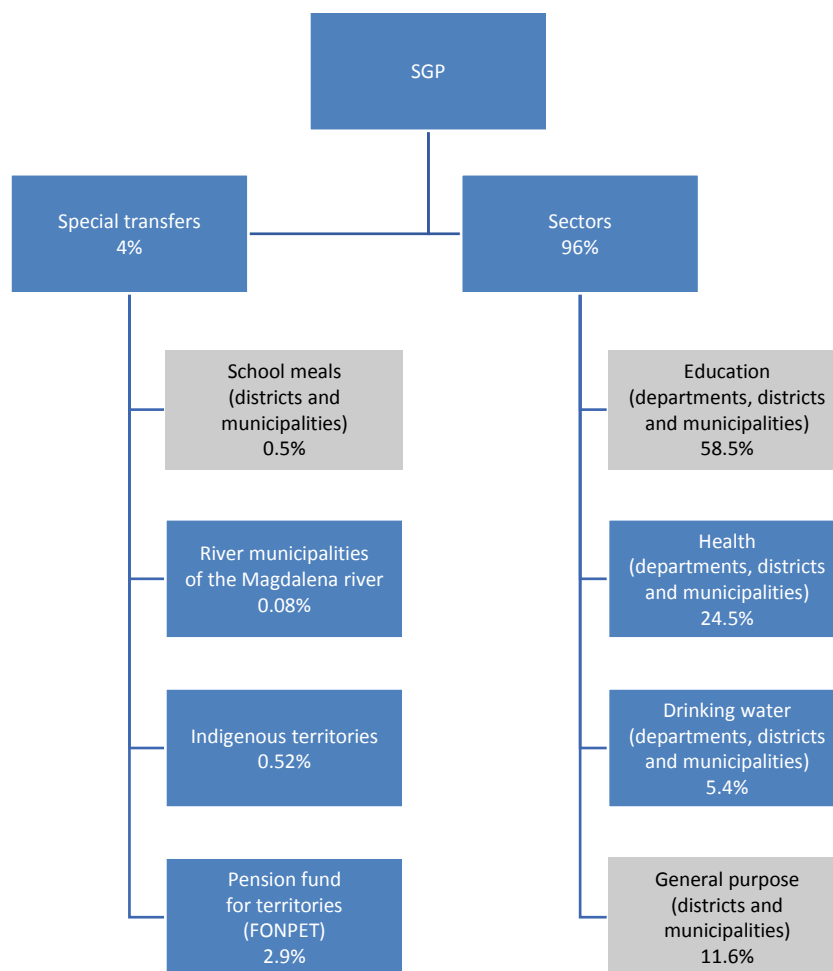 SGP
Special transfers
4%
Sectors
96%
School meals
(districts and
municipalities)
0.5%
Education
(departments, districts
and municipalities)
58.5%
River municipalities
of the Magdalena river
0.08%
Health
(departments, districts
and municipalities)
24.5%
Indigenous territories
0.52%
Drinking water
(departments, districts
and municipalities)
5.4%
Pension fund
for territories
(FONPET)
2.9%
General purpose
(districts and
municipalities)
11.6%